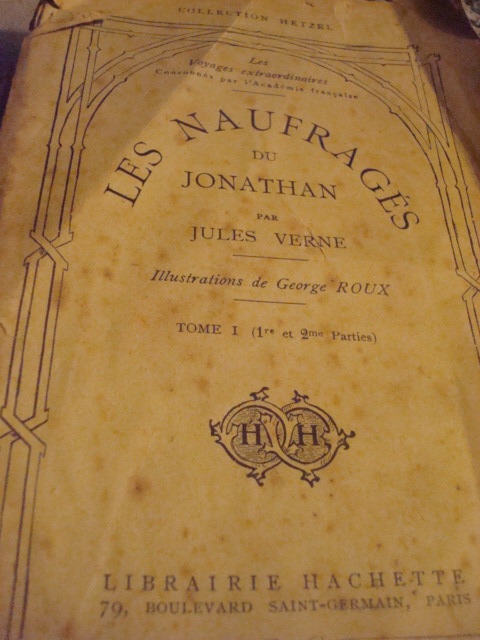 COLLECTION HETZEL
Les
Voyages extraordinaires
Couronnés par l'Académie française
LES NAUFRAGÉS
DU
JONATHAN
PAR
JULES VERNE
Illustrations de George ROUX
TOME I (1re et 2me Parties)
H H
LIBRAIRIE HACHETTE
79, BOULEVARD SAINT-GERMAIN, PARIS